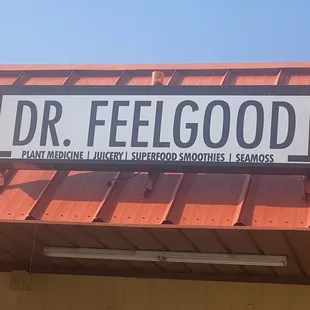 DR. FEELGOOD
PLANT MEDICINE | JUICERY | SUPERFOOD SMOOTHIES | SEAMOSS